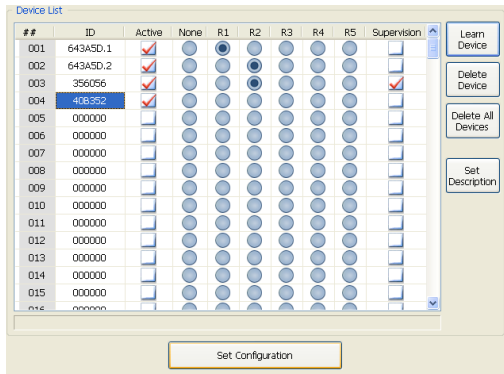 Device List
## ID Active None R1 R2 R3 R4 R5 Supervision
001 643A5D.1
002 643A5D.2
003 356056
004 40B352
005 000000
006 000000
007 000000
008 000000
009 000000
010 000000
011 000000
012 000000
013 000000
014 000000
015 000000
016 000000
Learn
Device
Delete
Device
Delete All
Devices
Set
Description
Set Configuration